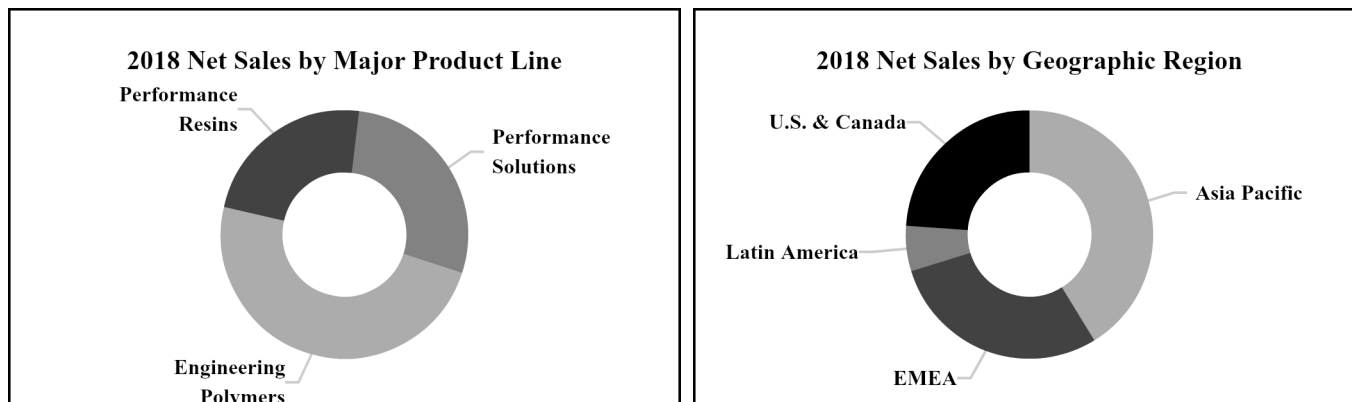 2018 Net Sales by Major Product Line
Performance
Resins
Performance
Solutions
Engineering
Polymers
2018 Net Sales by Geographic Region
U.S. & Canada
Asia Pacific
Latin America
EMEA